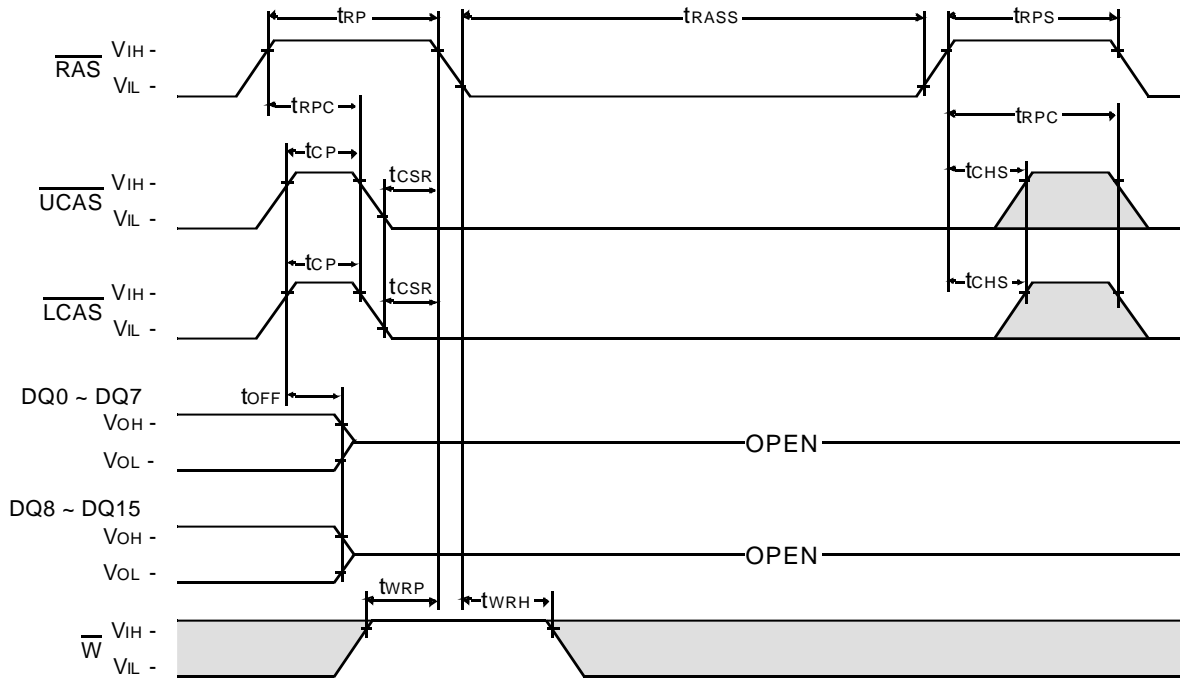 tRP
tRASS
tRPS
RAS
VIH -
VIL -
tRPC
tRPC
tCP
tCSR
tCHS
UCAS
VIH -
VIL -
tCP
tCSR
tCHS
LCAS
VIH -
VIL -
DQ0 ~ DQ7
tOFF
VOH -
VOL -
OPEN
DQ8 ~ DQ15
VOH -
VOL -
OPEN
tWRP
tWRH
W
VIH -
VIL -